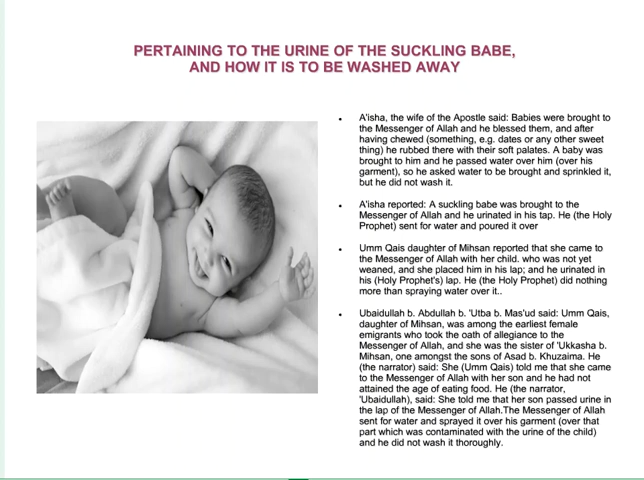 PERTAINING TO THE URINE OF THE SUCKLING BABE,
AND HOW IT IS TO BE WASHED AWAY
• A'isha, the wife of the Apostle said: Babies were brought to
the Messenger of Allah and he blessed them, and after
having chewed (something, e.g. dates or any other sweet
thing) he rubbed there with their soft palates. A baby was
brought to him and he passed water over him (over his
garment), so he asked water to be brought and sprinkled it,
but he did not wash it.
• A'isha reported: A suckling babe was brought to the
Messenger of Allah and he urinated in his tap. He (the Holy
Prophet) sent for water and poured it over
• Umm Qais daughter of Mihsan reported that she came to
the Messenger of Allah with her child. who was not yet
weaned, and she placed him in his lap; and he urinated in
his (Holy Prophet's) lap. He (the Holy Prophet) did nothing
more than spraying water over it..
• Ubaidullah b. Abdullah b. 'Utba b. Mas'ud said: Umm Qais,
daughter of Mihsan, was among the earliest female
emigrants who took the oath of allegiance to the
Messenger of Allah, and she was the sister of 'Ukkasha b.
Mihsan, one amongst the sons of Asad b. Khuzaima. He
(the narrator) said: She (Umm Qais) told me that she came
to the Messenger of Allah with her son and he had not
attained the age of eating food. He (the narrator,
'Ubaidullah), said: She told me that her son passed urine in
the lap of the Messenger of Allah.The Messenger of Allah
sent for water and sprayed it over his garment (over that
part which was contaminated with the urine of the child)
and he did not wash it thoroughly.